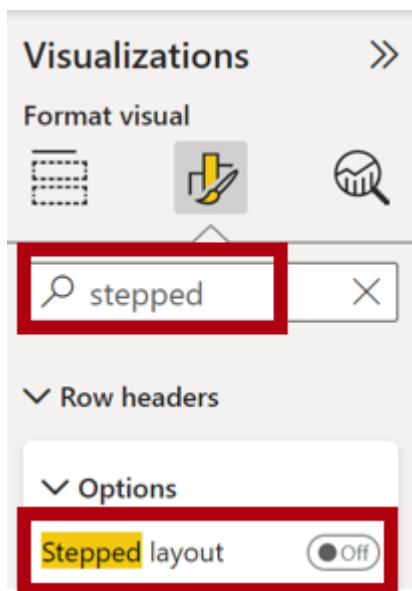 Visualizations
Format visual
stepped
Row headers
Options
Stepped layout Off